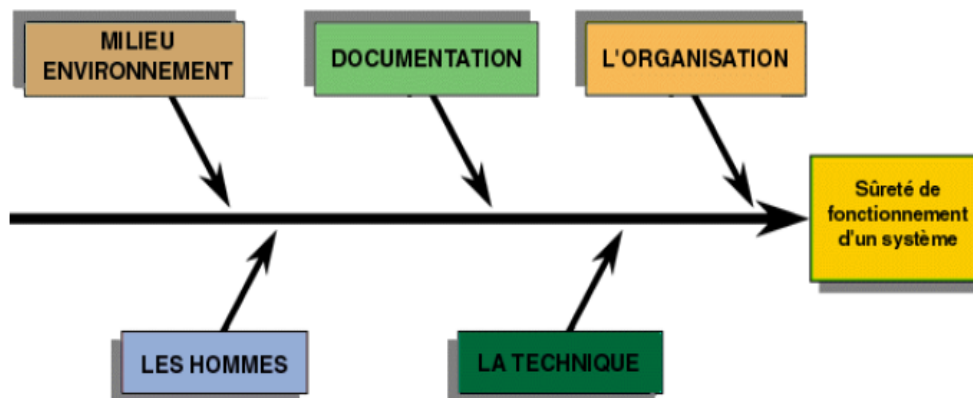 MILIEU
ENVIRONNEMENT
DOCUMENTATION
L'ORGANISATION
Sûreté de
fonctionnement
d'un système
LES HOMMES
LA TECHNIQUE